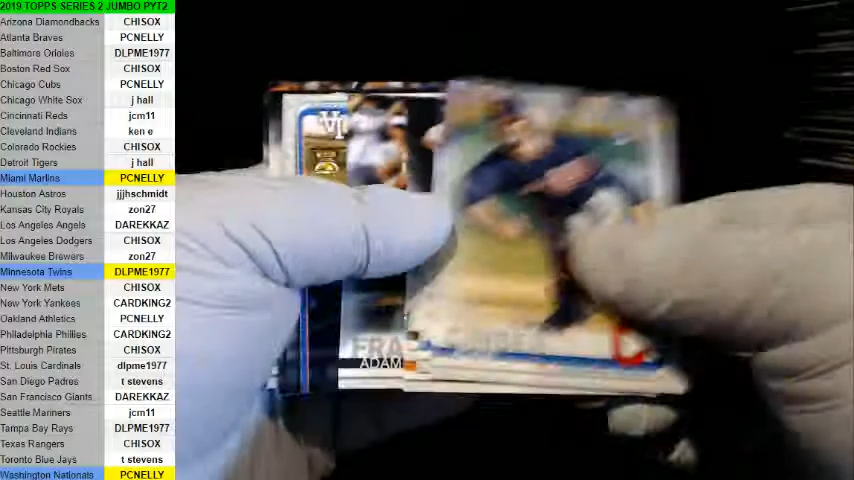 2019 TOPPS SERIES 2 JUMBO PYT2
Arizona Diamondbacks CHISOX
Atlanta Braves PCNELLY
Baltimore Orioles DLPME1977
Boston Red Sox CHISOX
Chicago Cubs PCNELLY
Chicago White Sox j hall
Cincinnati Reds jcm11
Cleveland Indians ken e
Colorado Rockies CHISOX
Detroit Tigers j hall
Miami Marlins PCNELLY
Houston Astros jjjhschmidt
Kansas City Royals zon27
Los Angeles Angels DAREKKAZ
Los Angeles Dodgers CHISOX
Milwaukee Brewers zon27
Minnesota Twins DLPME1977
New York Mets CHISOX
New York Yankees CARDKING2
Oakland Athletics PCNELLY
Philadelphia Phillies CARDKING2
Pittsburgh Pirates CHISOX
St. Louis Cardinals dlpme1977
San Diego Padres t stevens
San Francisco Giants DAREKKAZ
Seattle Mariners jcm11
Tampa Bay Rays DLPME1977
Texas Rangers CHISOX
Toronto Blue Jays t stevens
Washington Nationals PCNELLY
FRA
ADAM